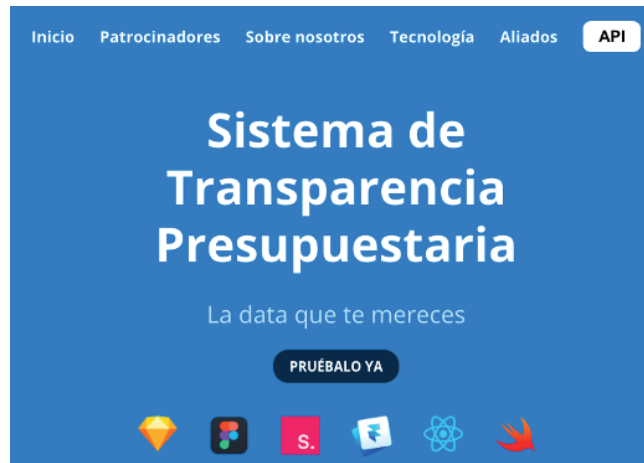 Inicio Patrocinadores Sobre nosotros Tecnología Aliados API
Sistema de
Transparencia
Presupuestaria
La data que te mereces
PRUÉBALO YA
s.